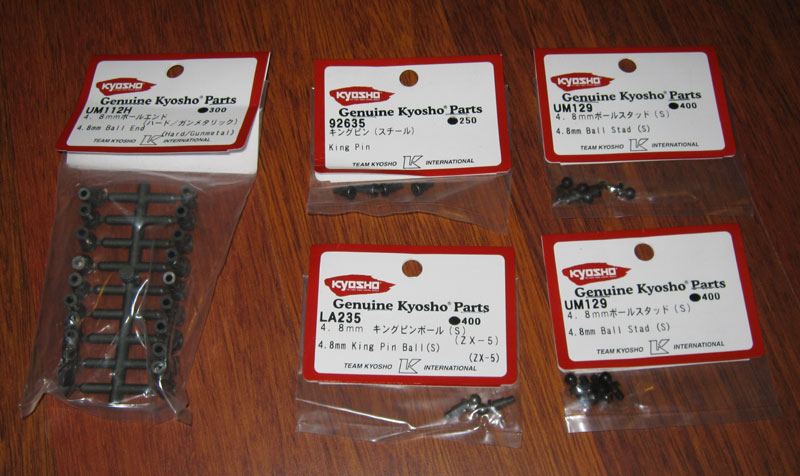 KYOSHO
Genuine Kyosho® Parts
UM112H ●300
4.8mmボールエンド
(ハード/ガンメタリック)
4.8mm Ball End
(Hard/Gunmetal)
TEAM KYOSHO K INTERNATIONAL
KYOSHO
Genuine Kyosho® Parts
92635 ●250
キングピン(スチール)
King Pin
TEAM KYOSHO K INTERNATIONAL
KYOSHO
Genuine Kyosho® Parts
UM129 ●400
4.8mmボールスタッド(S)
4.8mm Ball Stad (S)
TEAM KYOSHO K INTERNATIONAL
KYOSHO
Genuine Kyosho® Parts
LA235 ●400
4.8mm キングピンボール(S)
(ZX-5)
4.8mm King Pin Ball(S)
(ZX-5)
TEAM KYOSHO K INTERNATIONAL
KYOSHO
Genuine Kyosho® Parts
UM129 ●400
4.8mmボールスタッド(S)
4.8mm Ball Stad (S)
TEAM KYOSHO K INTERNATIONAL